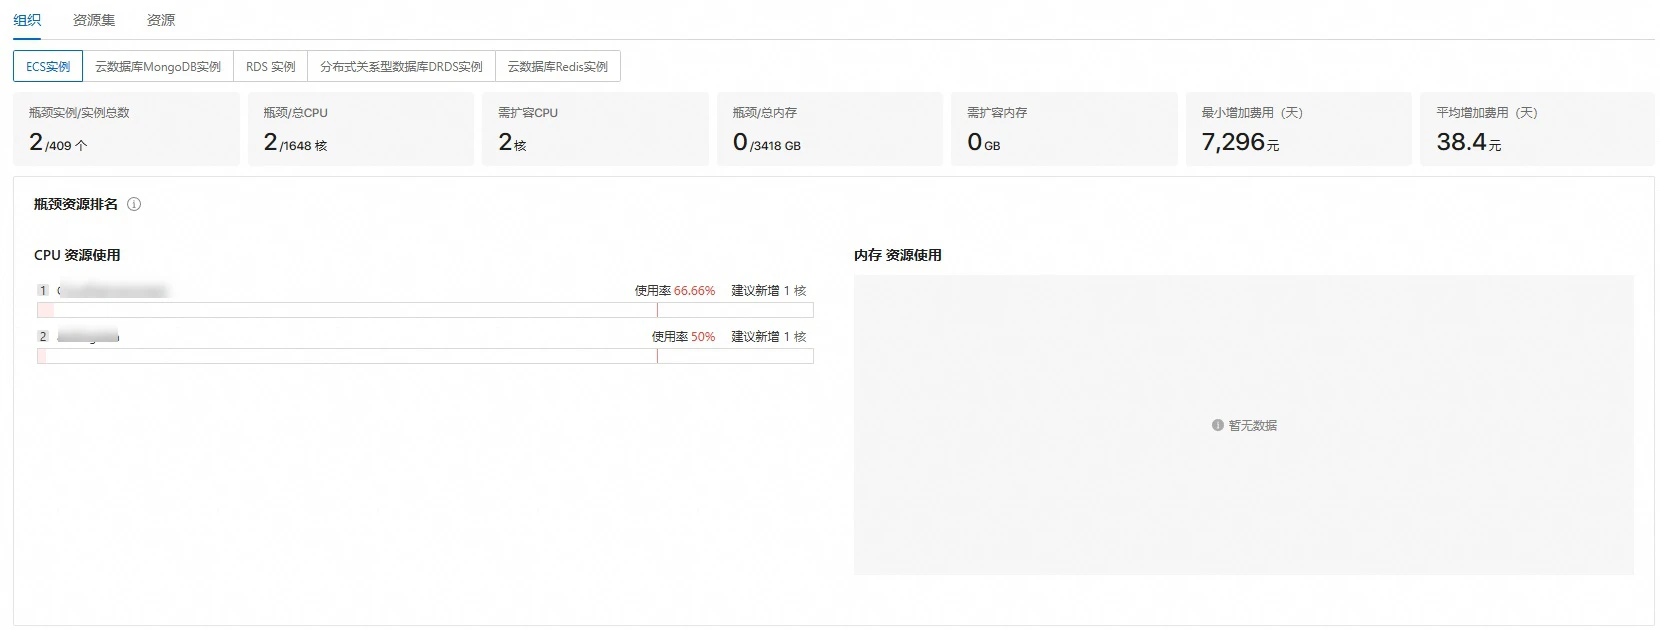 组织 资源集 资源
ECS实例 云数据库MongoDB实例 RDS 实例 分布式关系型数据库DRDS实例 云数据库Redis实例
瓶颈实例/实例总数 瓶颈/总CPU 需扩容CPU 瓶颈/总内存 需扩容内存 最小增加费用（天） 平均增加费用（天）
2/409 个 2/1648 核 2核 0/3418 GB 0GB 7,296元 38.4元
瓶颈资源排名
CPU 资源使用 内存 资源使用
1 使用率 66.66% 建议新增 1 核
2 使用率 50% 建议新增 1 核
暂无数据